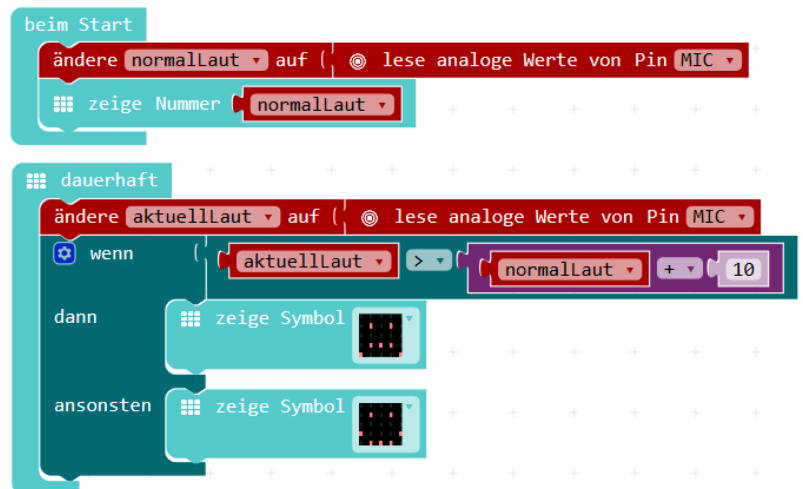 beim Start
ändere normalLaut auf ( lese analoge Werte von Pin MIC
zeige Nummer normalLaut
dauerhaft
ändere aktuellLaut auf ( lese analoge Werte von Pin MIC
wenn ( aktuellLaut > normalLaut + 10
dann zeige Symbol
ansonsten zeige Symbol